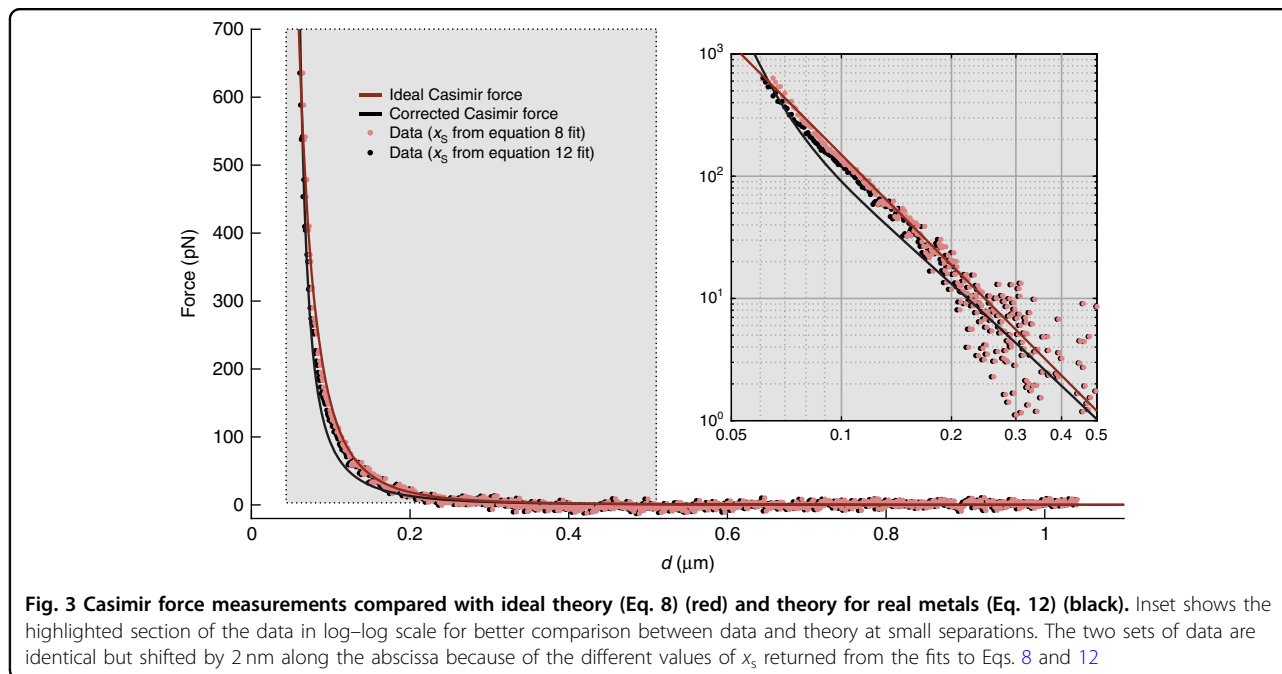 700
600
500
400
300
200
100
0
Force (pN)
0
0.2
0.4
0.6
0.8
1
d (μm)
Ideal Casimir force
Corrected Casimir force
Data (xS from equation 8 fit)
Data (xS from equation 12 fit)
10³
10²
10¹
10⁰
0.05
0.1
0.2
0.3
0.4
0.5
Fig. 3 Casimir force measurements compared with ideal theory (Eq. 8) (red) and theory for real metals (Eq. 12) (black). Inset shows the
highlighted section of the data in log–log scale for better comparison between data and theory at small separations. The two sets of data are
identical but shifted by 2 nm along the abscissa because of the different values of xs returned from the fits to Eqs. 8 and 12